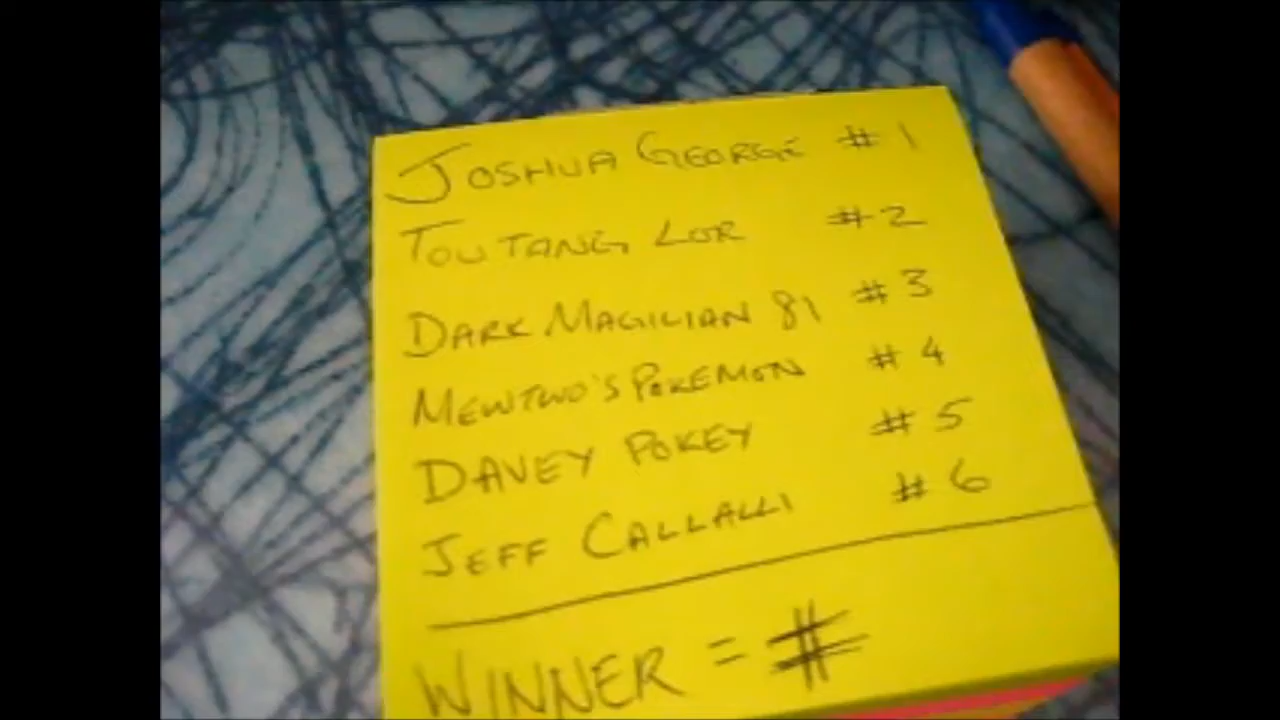 JOSHUA GEORGE #1
TOU TANG LOR #2
DARK MAGICIAN 81 #3
MEWTWO'S POKEMON #4
DAVEY POKEY #5
JEFF CALLALLI #6
WINNER = #